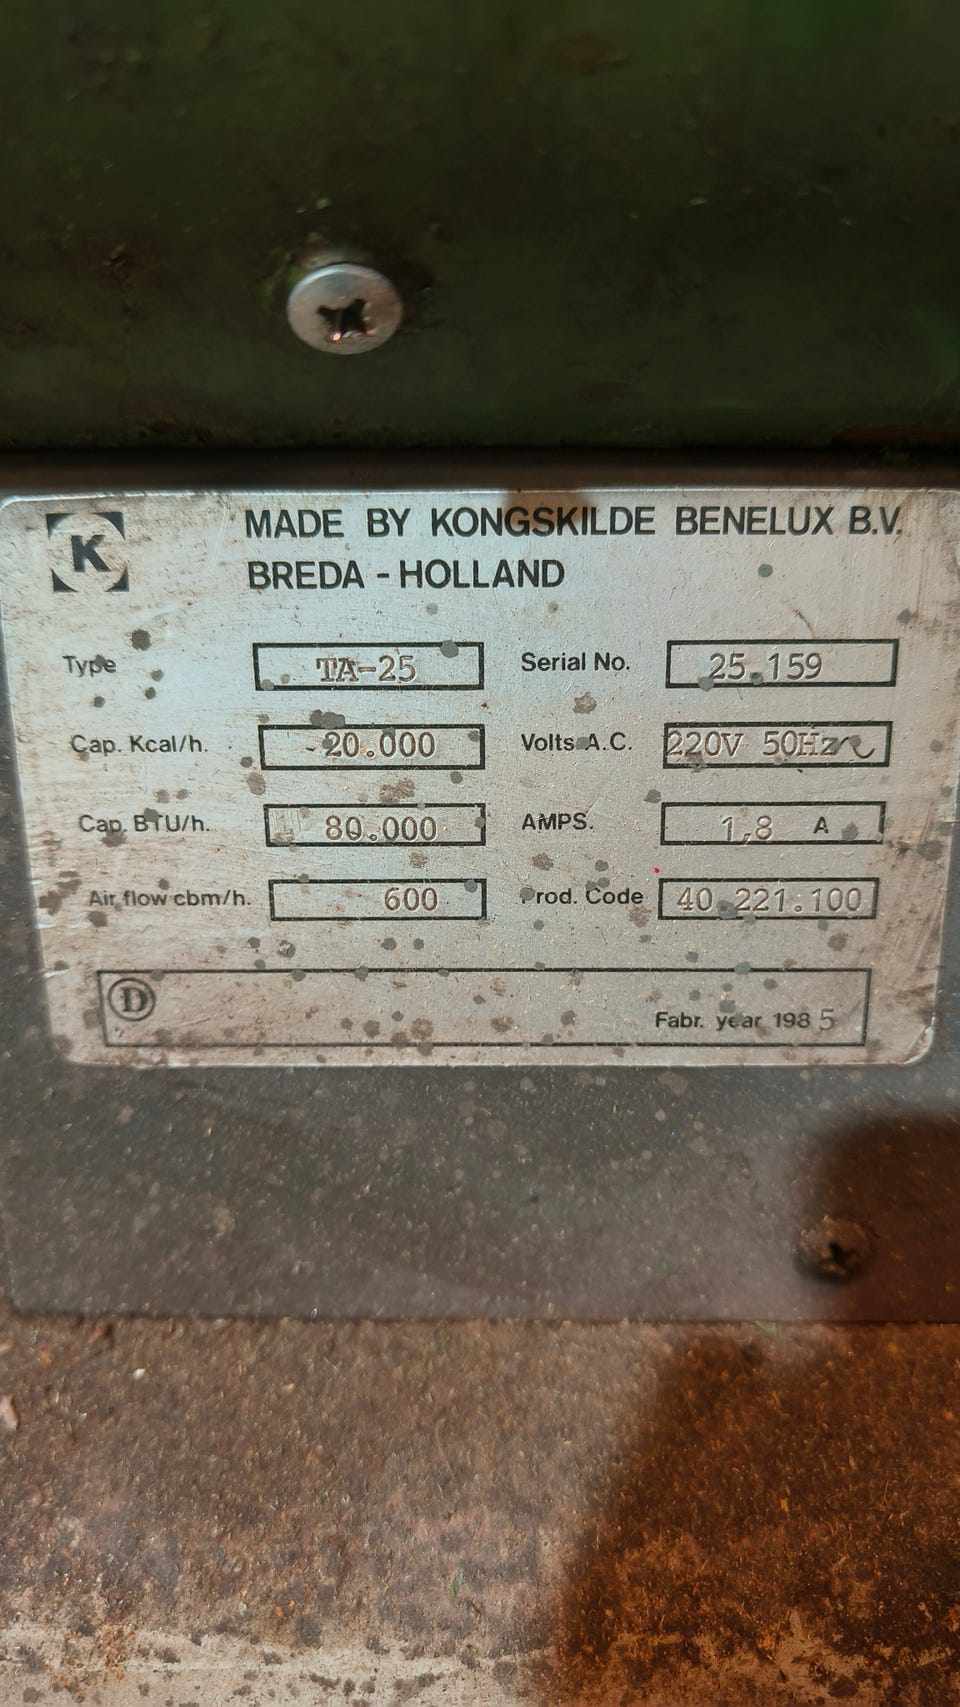 K
MADE BY KONGSKILDE BENELUX B.V.
BREDA - HOLLAND
Type TA-25 Serial No. 25.159
Cap. Kcal/h. 20.000 Volts A.C. 220V 50Hz~
Cap. BTU/h. 80.000 AMPS. 1,8 A
Air flow cbm/h. 600 Prod. Code 40.221.100
D
Fabr. year 1985